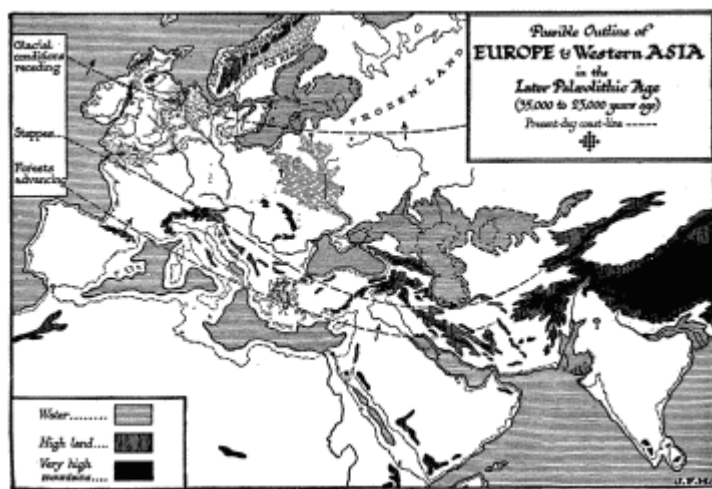 Possible Outline of
EUROPE & Western ASIA
in the
Later Palæolithic Age
(35,000 to 25,000 years ago)
Present-day coast-line ------
Glacial
conditions
receding
Steppes
Forests
advancing
FROZEN LAND
?
Water........
High land....
Very high
mountains..
J.F.H.